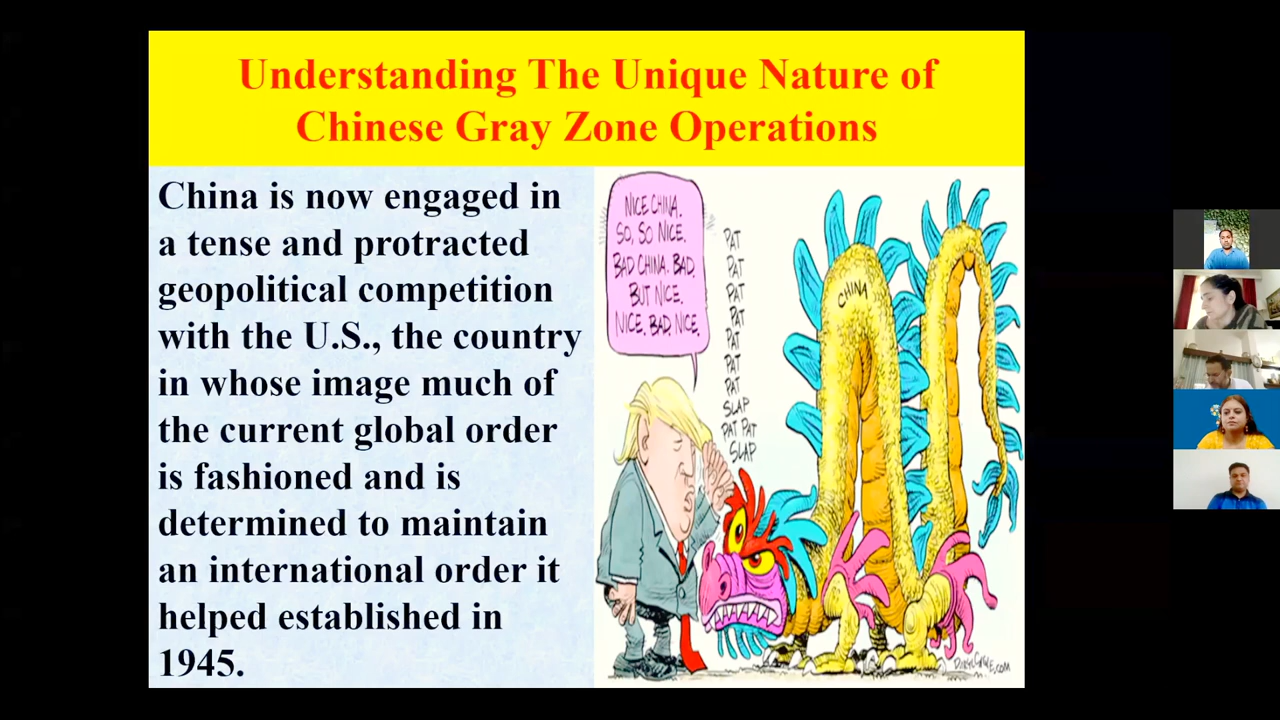 Understanding The Unique Nature of
Chinese Gray Zone Operations
China is now engaged in
a tense and protracted
geopolitical competition
with the U.S., the country
in whose image much of
the current global order
is fashioned and is
determined to maintain
an international order it
helped established in
1945.
NICE CHINA.
SO, SO NICE.
BAD CHINA. BAD.
BUT NICE.
NICE, BAD, NICE.
PAT
PAT
PAT
PAT
PAT
PAT
PAT
SLAP
PAT PAT
SLAP
CHINA
DARYLCAGLE.COM